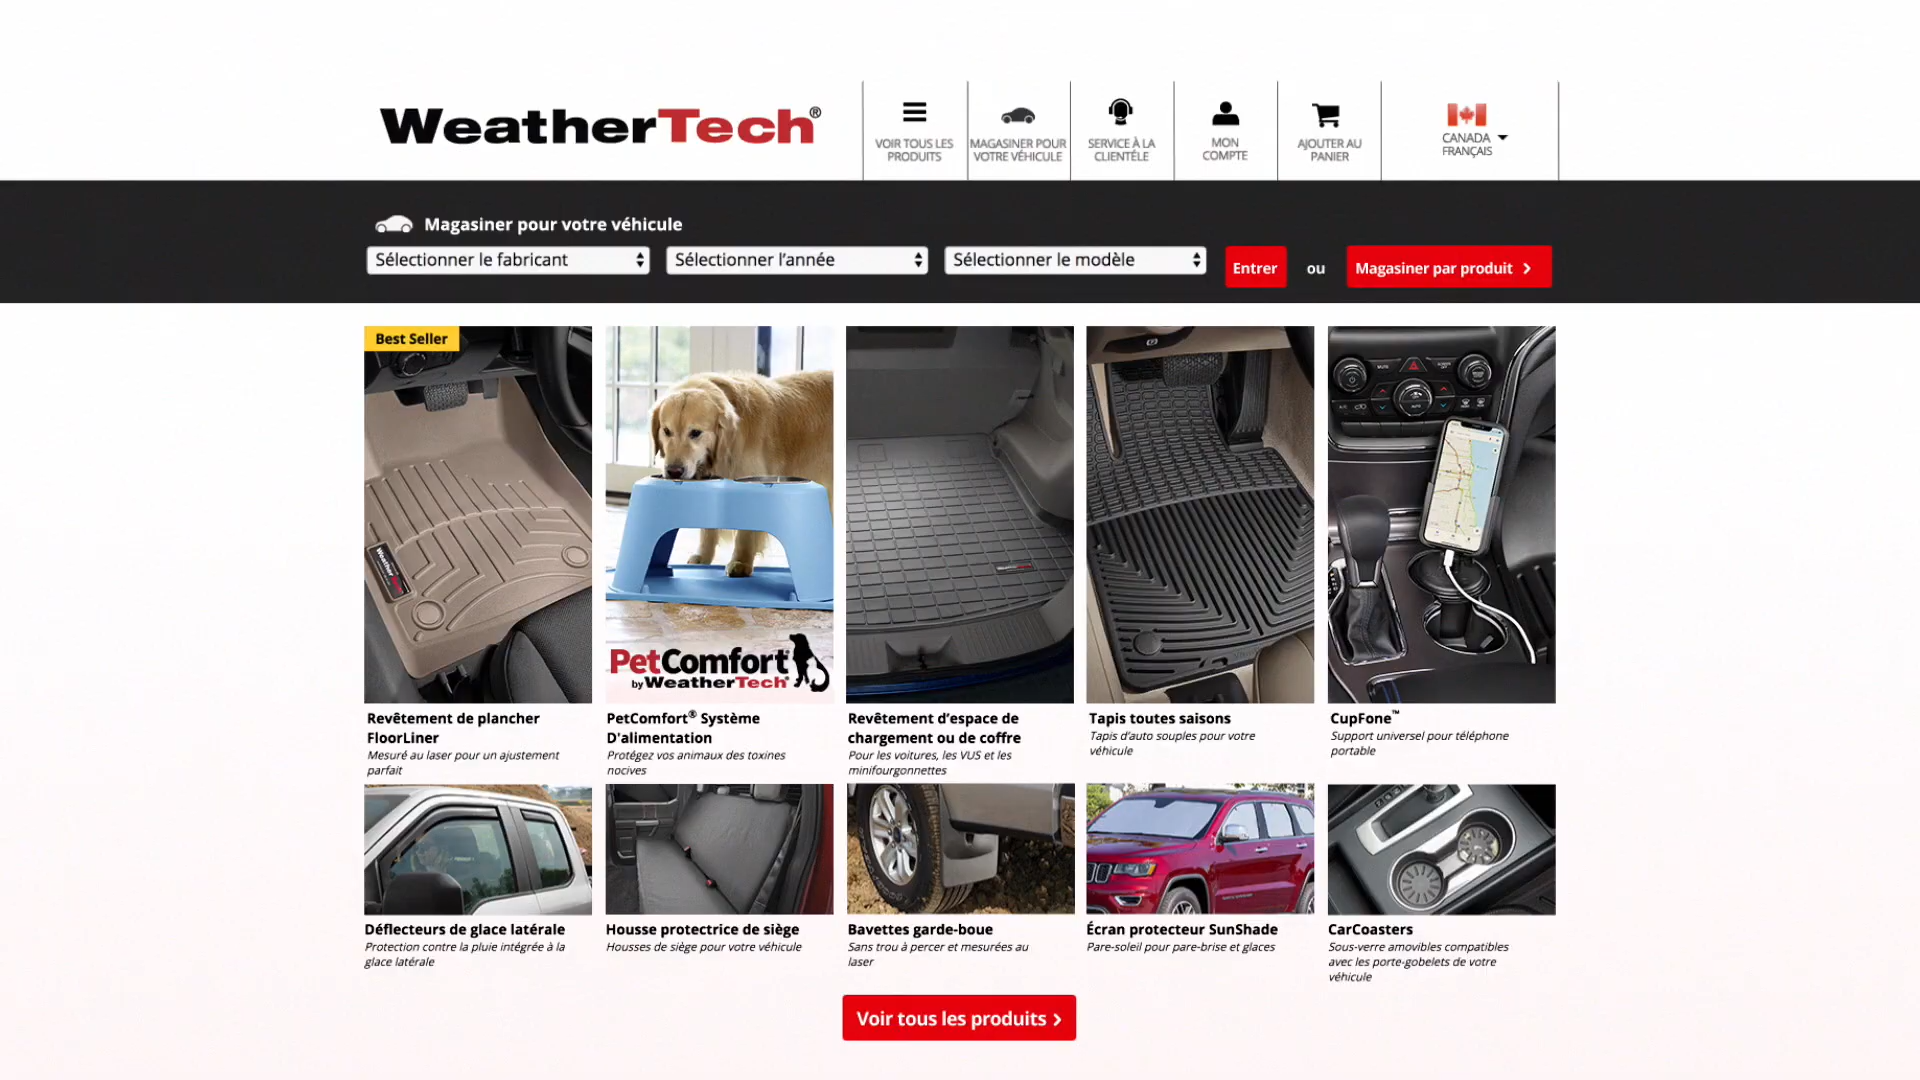 WeatherTech®
VOIR TOUS LES
PRODUITS
MAGASINER POUR
VOTRE VÉHICULE
SERVICE À LA
CLIENTÉLE
MON
COMPTE
AJOUTER AU
PANIER
CANADA
FRANÇAIS
Magasiner pour votre véhicule
Sélectionner le fabricant
Sélectionner l'année
Sélectionner le modèle
Entrer
ou
Magasiner par produit
Best Seller
WeatherTech
PetComfort
by WeatherTech®
Revêtement de plancher
FloorLiner
Mesuré au laser pour un ajustement
parfait
PetComfort® Système
D'alimentation
Protégez vos animaux des toxines
nocives
Revêtement d'espace de
chargement ou de coffre
Pour les voitures, les VUS et les
minifourgonnettes
Tapis toutes saisons
Tapis d'auto souples pour votre
véhicule
CupFone™
Support universel pour téléphone
portable
Déflecteurs de glace latérale
Protection contre la pluie intégrée à la
glace latérale
Housse protectrice de siège
Housses de siège pour votre véhicule
Bavettes garde-boue
Sans trou à percer et mesurées au
laser
Écran protecteur SunShade
Pare-soleil pour pare-brise et glaces
CarCoasters
Sous-verre amovibles compatibles
avec les porte-gobelets de votre
véhicule
Voir tous les produits